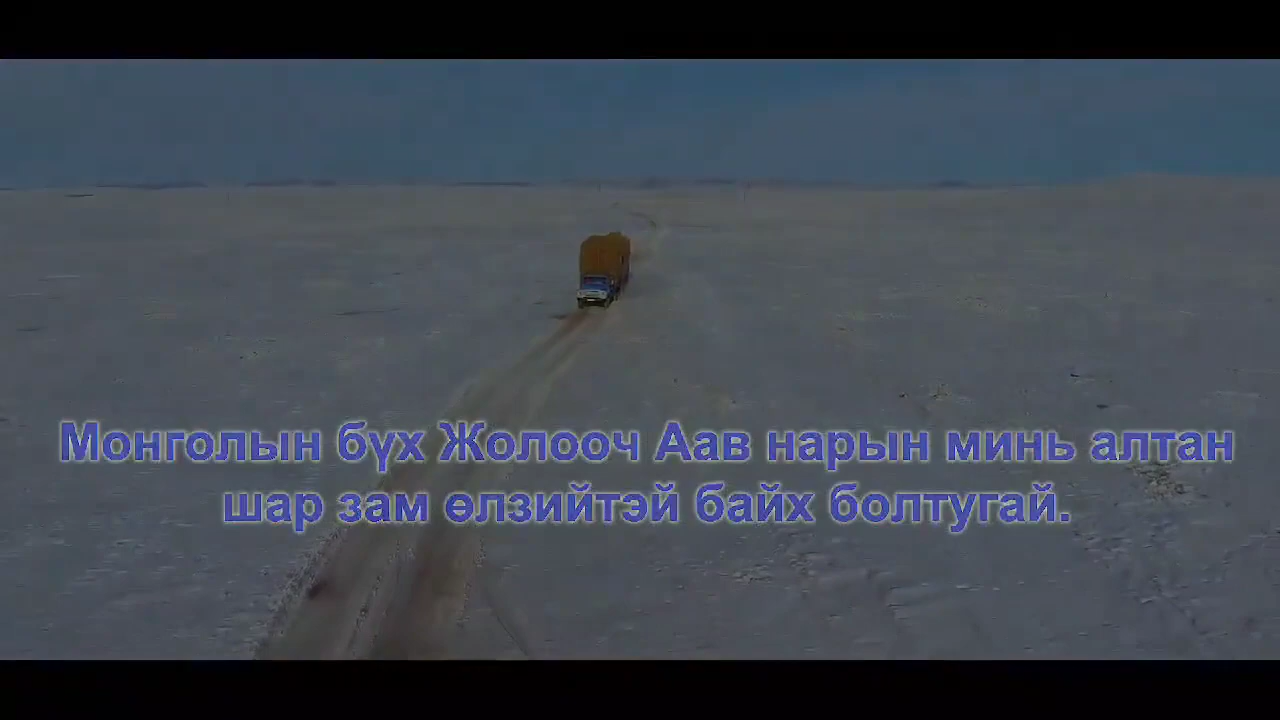 Монголын бүх Жолооч Аав нарын минь алтан
шар зам өлзийтэй байх болтугай.